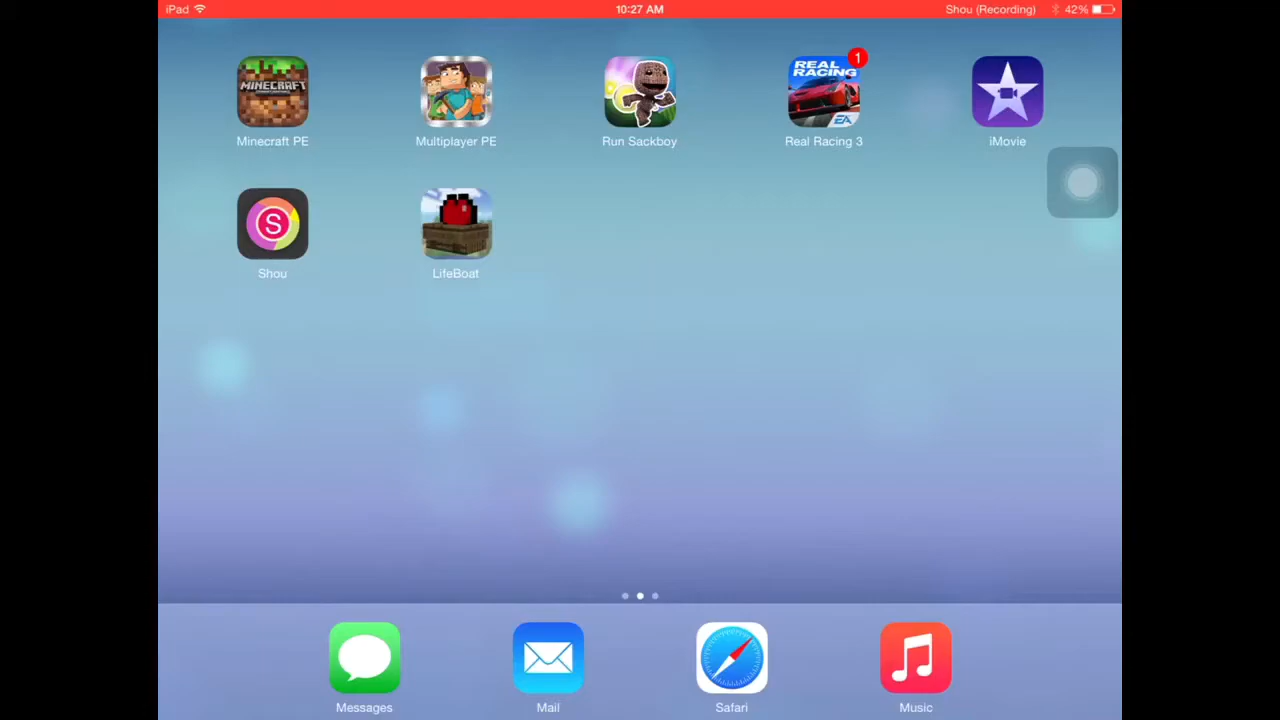 iPad 10:27 AM Shou (Recording) 42%
MINECRAFT
REAL RACING 1
EA
Minecraft PE Multiplayer PE Run Sackboy Real Racing 3 iMovie
S
Shou LifeBoat
Messages Mail Safari Music